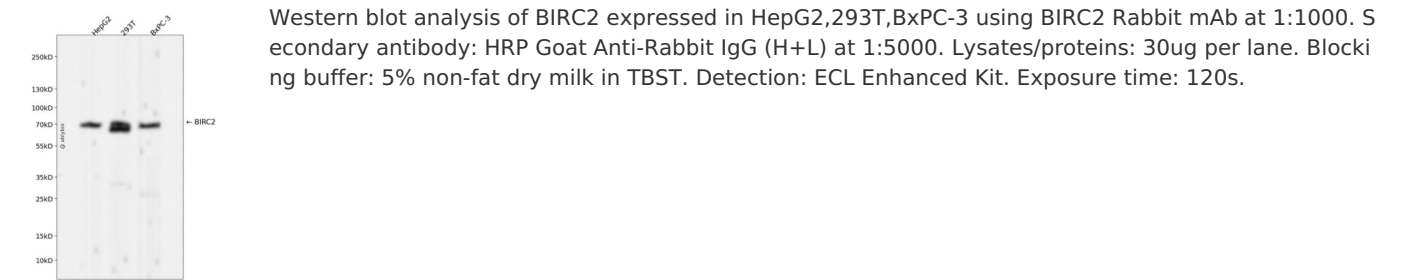 HepG2
293T
BxPC-3
250kD
130kD
100kD
70kD
55kD
35kD
25kD
15kD
10kD
← BIRC2
Western blot analysis of BIRC2 expressed in HepG2,293T,BxPC-3 using BIRC2 Rabbit mAb at 1:1000. S
econdary antibody: HRP Goat Anti-Rabbit IgG (H+L) at 1:5000. Lysates/proteins: 30ug per lane. Blocki
ng buffer: 5% non-fat dry milk in TBST. Detection: ECL Enhanced Kit. Exposure time: 120s.